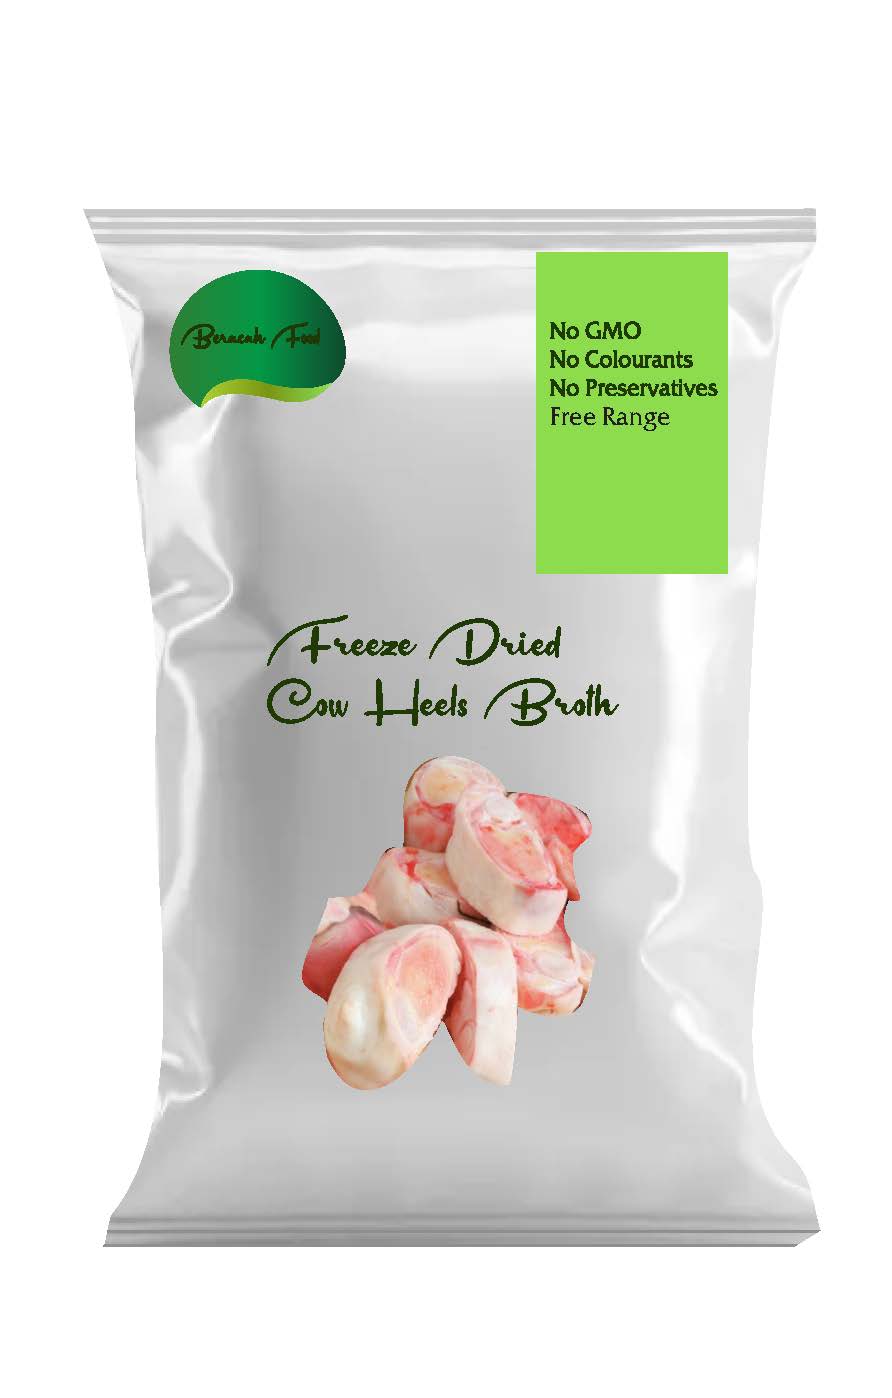 Beracah Food
No GMO
No Colourants
No Preservatives
Free Range
Freeze Dried
Cow Heels Broth